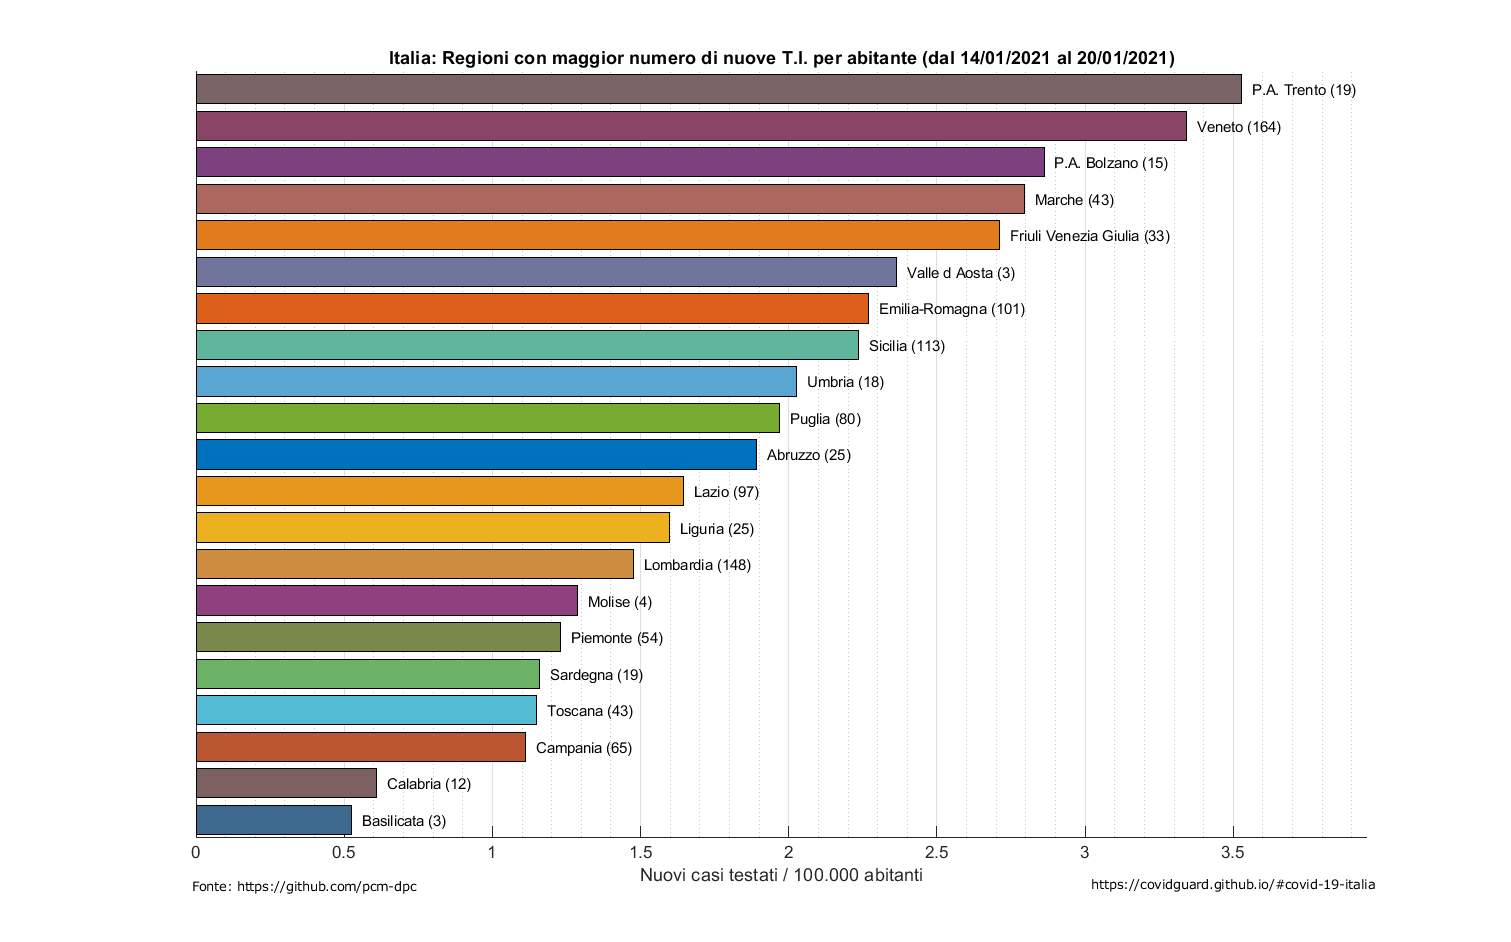 Italia: Regioni con maggior numero di nuove T.I. per abitante (dal 14/01/2021 al 20/01/2021)
P.A. Trento (19)
Veneto (164)
P.A. Bolzano (15)
Marche (43)
Friuli Venezia Giulia (33)
Valle d Aosta (3)
Emilia-Romagna (101)
Sicilia (113)
Umbria (18)
Puglia (80)
Abruzzo (25)
Lazio (97)
Liguria (25)
Lombardia (148)
Molise (4)
Piemonte (54)
Sardegna (19)
Toscana (43)
Campania (65)
Calabria (12)
Basilicata (3)
0 0.5 1 1.5 2 2.5 3 3.5
Nuovi casi testati / 100.000 abitanti
Fonte: https://github.com/pcm-dpc
https://covidguard.github.io/#covid-19-italia